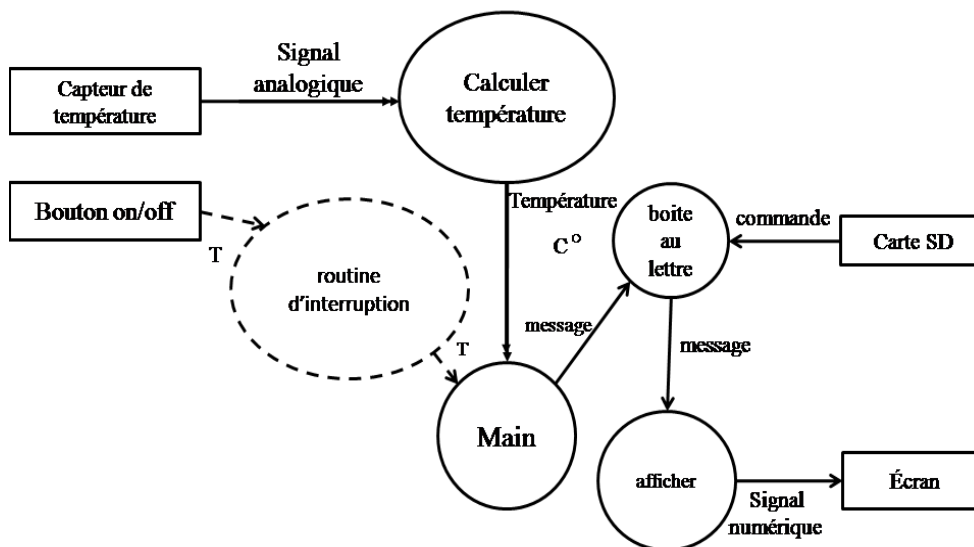 Signal
analogique
Capteur de
température
Calculer
température
Bouton on/off
T
routine
d'interruption
T
Température
C°
boite
au
lettre
commande
Carte SD
message
message
Main
afficher
Signal
numérique
Écran